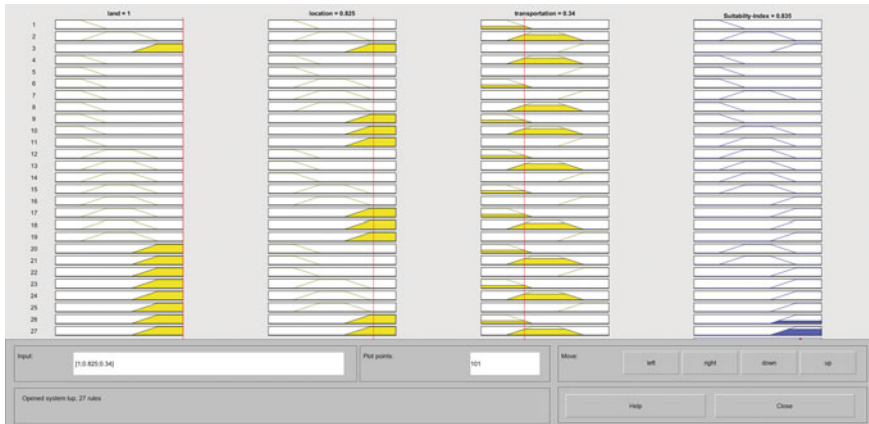 land = 1
location = 0.825
transportation = 0.34
Suitabilty-Index = 0.835
1
2
3
4
5
6
7
8
9
10
11
12
13
14
15
16
17
18
19
20
21
22
23
24
25
26
27
Input:
[1;0.825;0.34]
Plot points:
101
Move:
left
right
down
up
Opened system lup, 27 rules
Help
Close